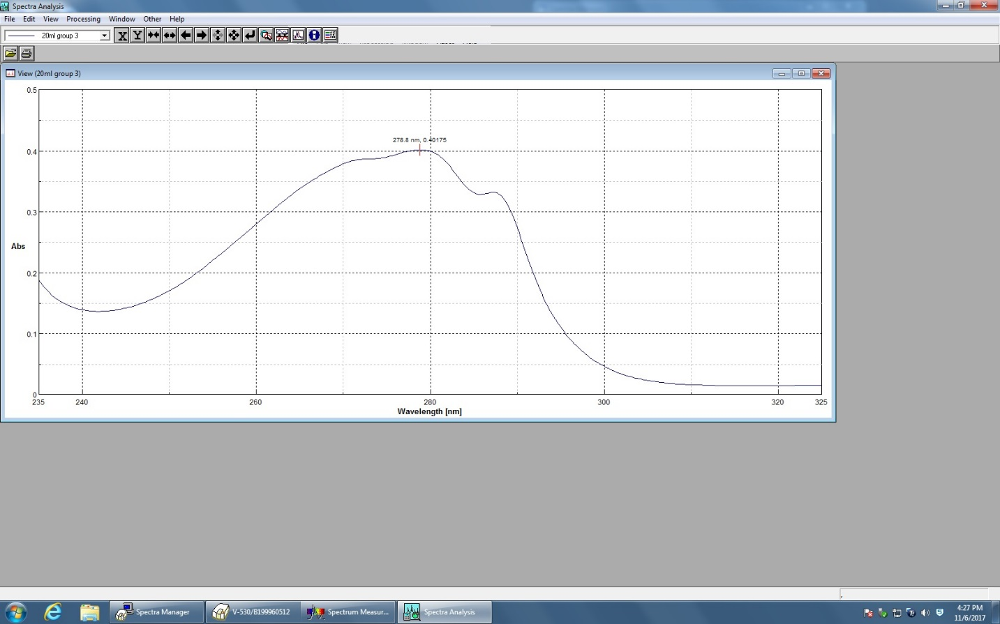 Spectra Analysis
File Edit View Processing Window Other Help
20ml group 3
X Y
View (20ml group 3)
0.5
278.8 nm, 0.40175
0.4
0.3
Abs
0.2
0.1
0
235 240 260 280 300 320 325
Wavelength [nm]
Spectra Manager V-530/B199960512 Spectrum Measur... Spectra Analysis
4:27 PM
11/6/2017